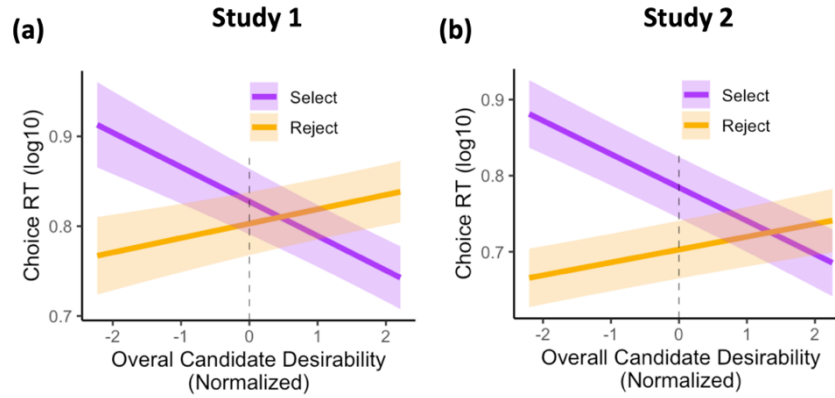 Study 1
Study 2
(a)
(b)
Select
Reject
Select
Reject
Choice RT (log10)
0.9
0.8
0.7
Choice RT (log10)
0.9
0.8
0.7
-2 -1 0 1 2
-2 -1 0 1 2
Overal Candidate Desirability
(Normalized)
Overall Candidate Desirability
(Normalized)